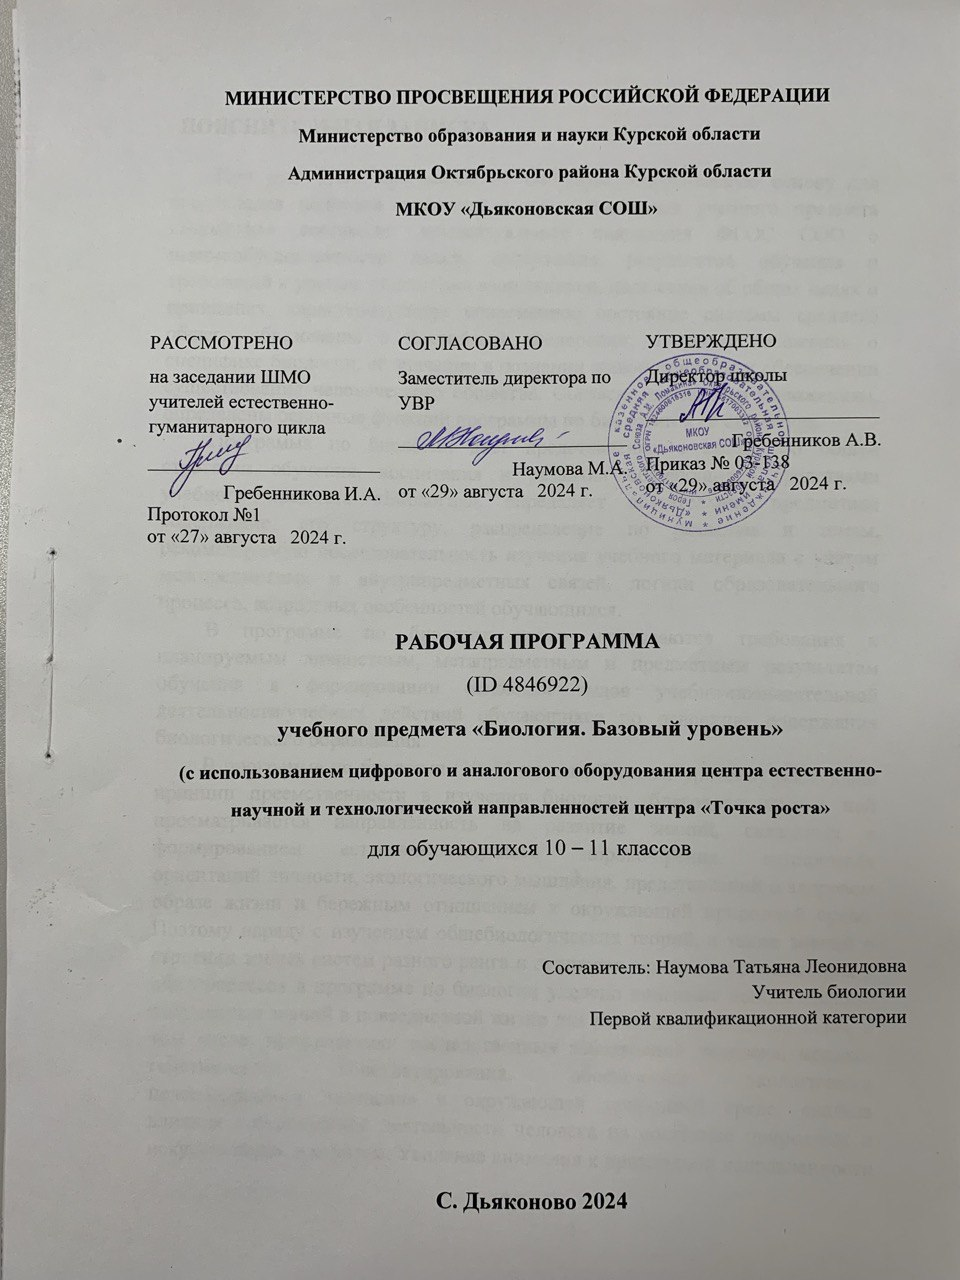 МИНИСТЕРСТВО ПРОСВЕЩЕНИЯ РОССИЙСКОЙ ФЕДЕРАЦИИ
Министерство образования и науки Курской области
Администрация Октябрьского района Курской области
МКОУ «Дьяконовская СОШ»
РАССМОТРЕНО
на заседании ШМО
учителей естественно-
гуманитарного цикла
Гребенникова И.А.
Протокол №1
от «27» августа 2024 г.
СОГЛАСОВАНО
Заместитель директора по
УВР
Наумова М.А.
от «29» августа 2024 г.
УТВЕРЖДЕНО
Директор школы
Гребенников А.В.
Приказ № 03-138
от «29» августа 2024 г.
МКОУ
«Дьяконовская СОШ»
РАБОЧАЯ ПРОГРАММА
(ID 4846922)
учебного предмета «Биология. Базовый уровень»
(с использованием цифрового и аналогового оборудования центра естественно-
научной и технологической направленностей центра «Точка роста»
для обучающихся 10 – 11 классов
Составитель: Наумова Татьяна Леонидовна
Учитель биологии
Первой квалификационной категории
С. Дьяконово 2024